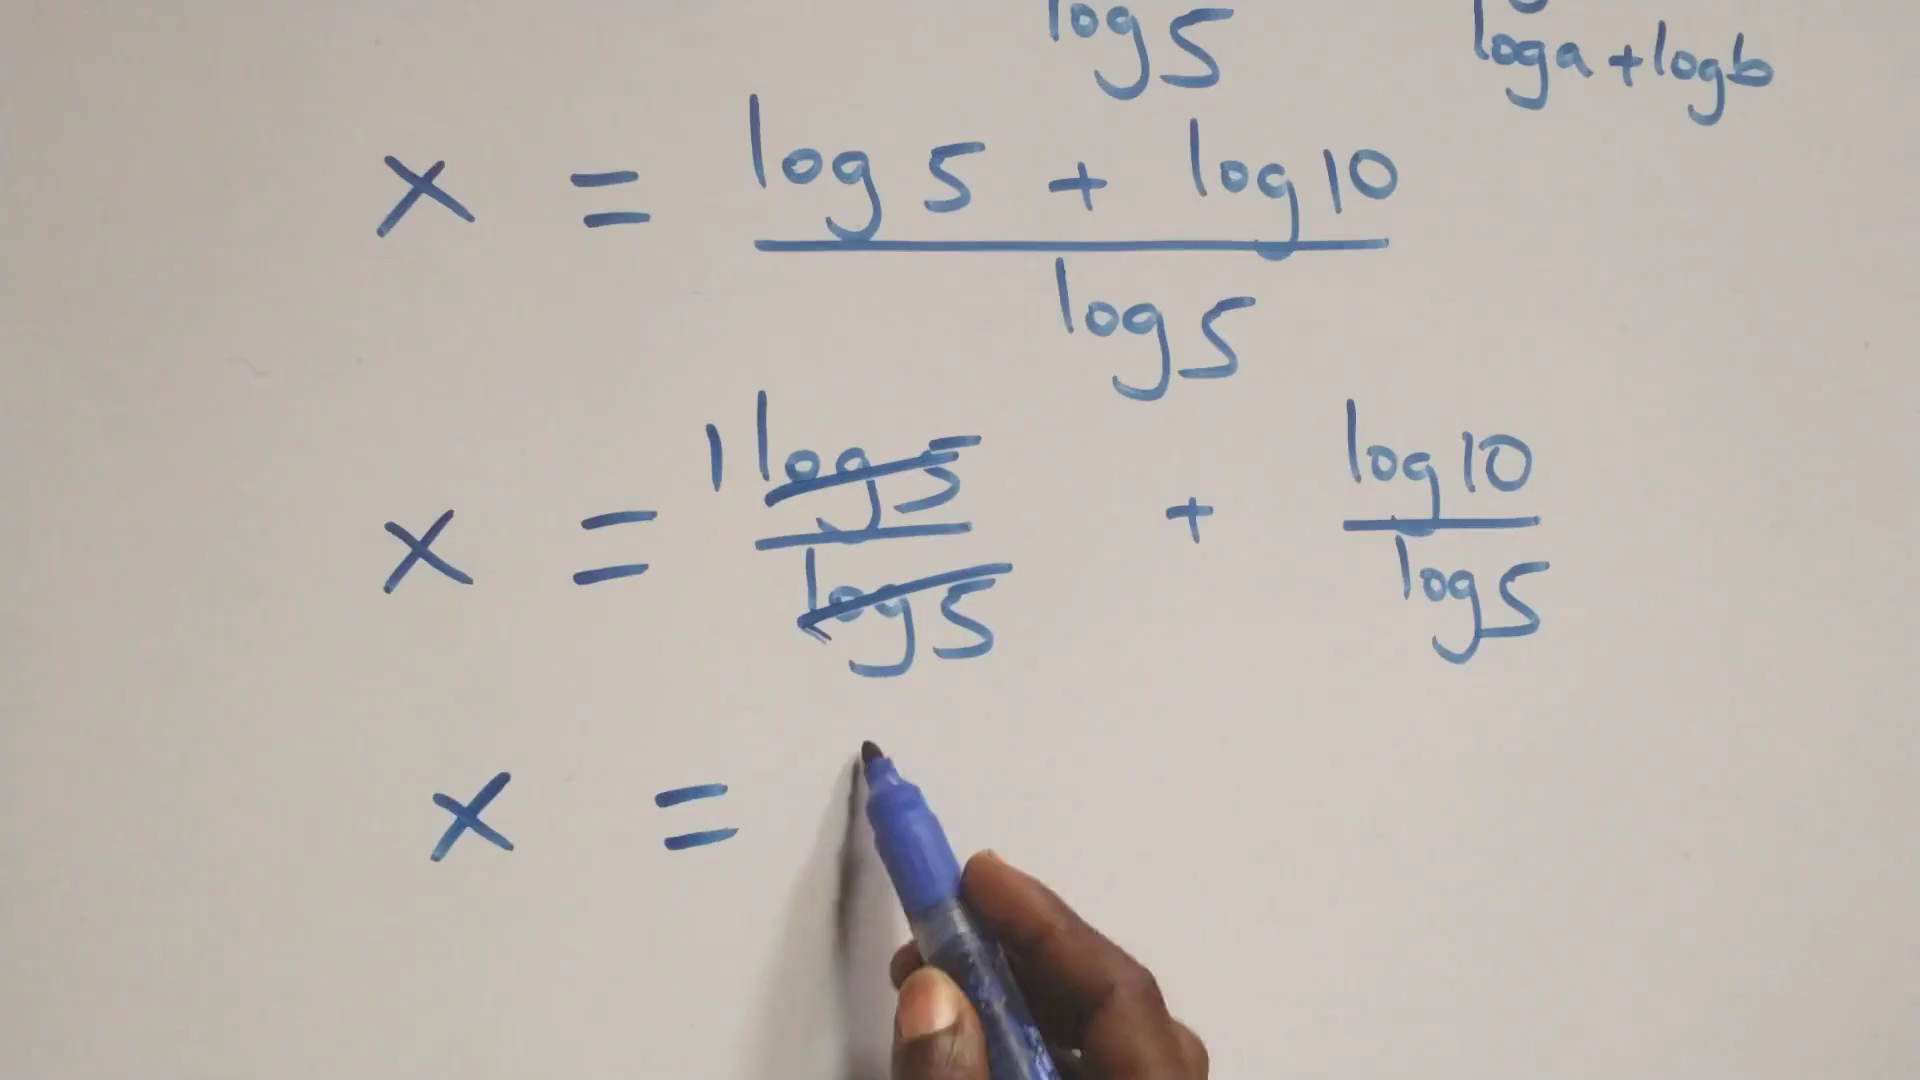 log 5
log a + log b
x = (log 5 + log 10) / log 5
x = 1 log 5 / log 5 + log 10 / log 5
x =